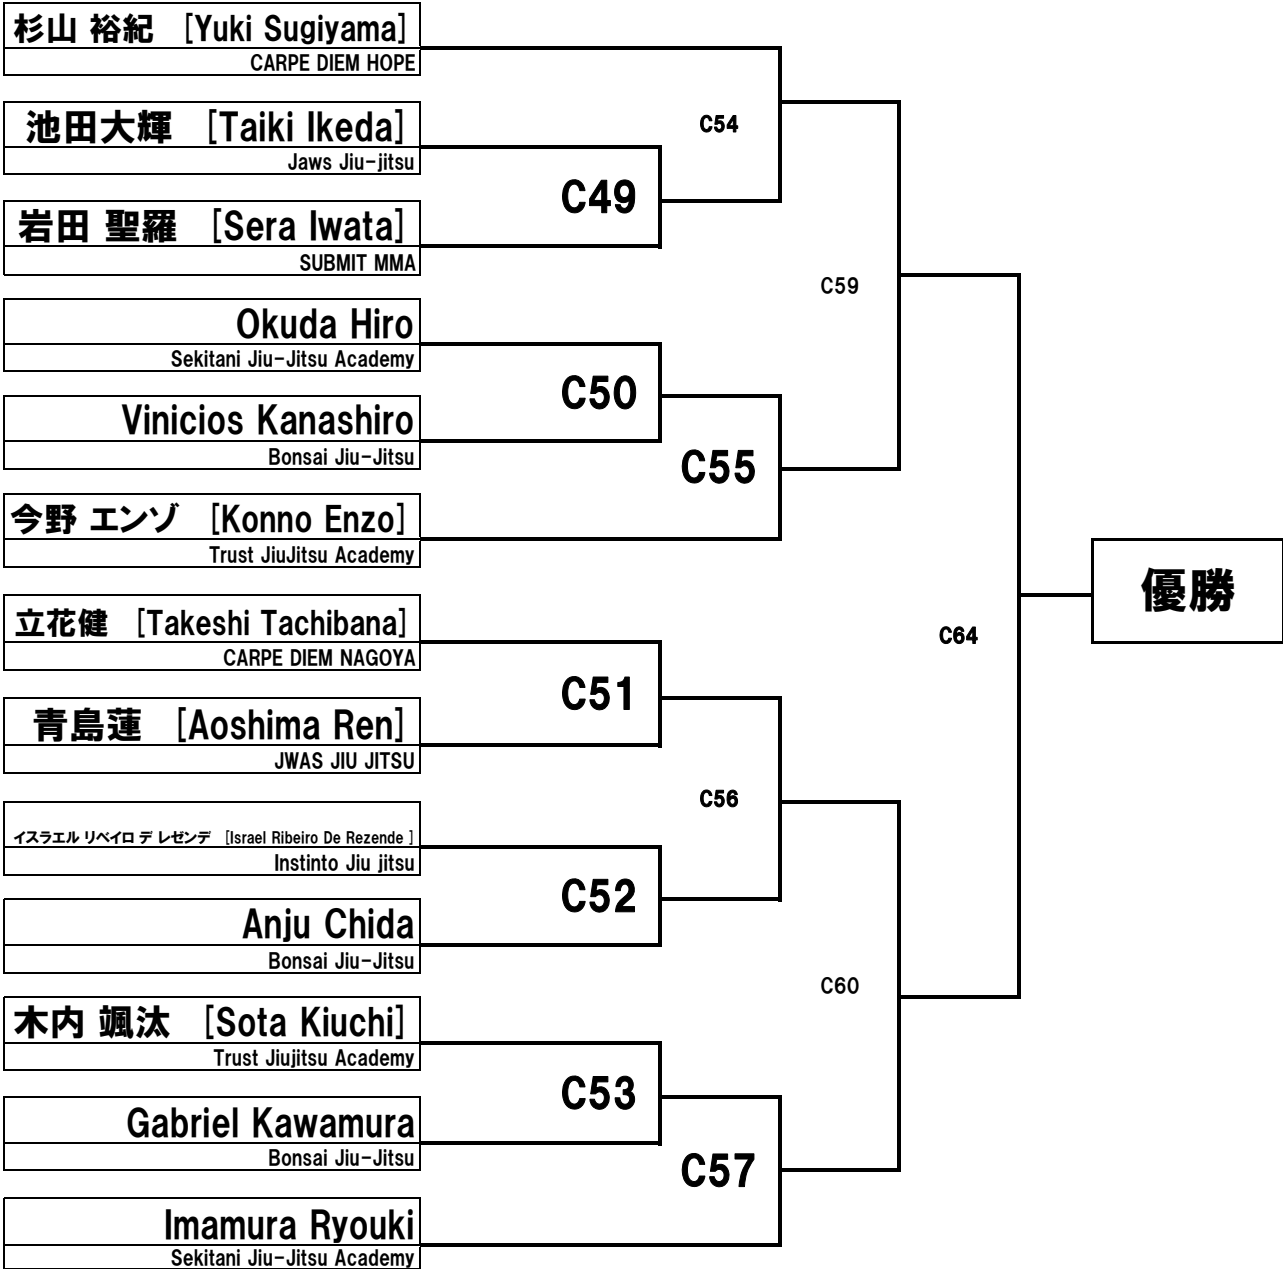 杉山 裕紀 [Yuki Sugiyama]
CARPE DIEM HOPE
池田大輝 [Taiki Ikeda]
Jaws Jiu-jitsu
岩田 聖羅 [Sera Iwata]
SUBMIT MMA
Okuda Hiro
Sekitani Jiu-Jitsu Academy
Vinicios Kanashiro
Bonsai Jiu-Jitsu
今野 エンゾ [Konno Enzo]
Trust JiuJitsu Academy
立花健 [Takeshi Tachibana]
CARPE DIEM NAGOYA
青島蓮 [Aoshima Ren]
JWAS JIU JITSU
イスラエル リベイロ デ レゼンデ [Israel Ribeiro De Rezende ]
Instinto Jiu jitsu
Anju Chida
Bonsai Jiu-Jitsu
木内 颯汰 [Sota Kiuchi]
Trust Jiujitsu Academy
Gabriel Kawamura
Bonsai Jiu-Jitsu
Imamura Ryouki
Sekitani Jiu-Jitsu Academy
C49
C50
C51
C52
C53
C54
C55
C56
C57
C59
C60
C64
優勝